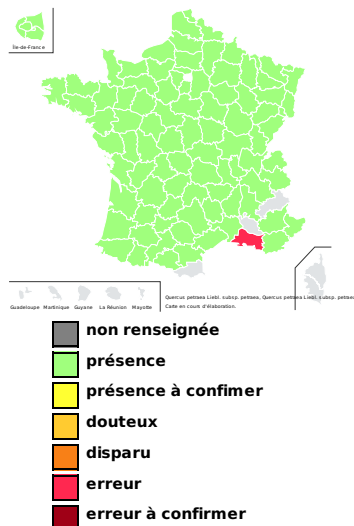 Île-de-France
Guadeloupe Martinique Guyane La Réunion Mayotte
Quercus petraea Liebl. subsp. petraea, Quercus petraea Liebl. subsp. petraea
Carte en cours d'élaboration.
non renseignée
présence
présence à confimer
douteux
disparu
erreur
erreur à confirmer